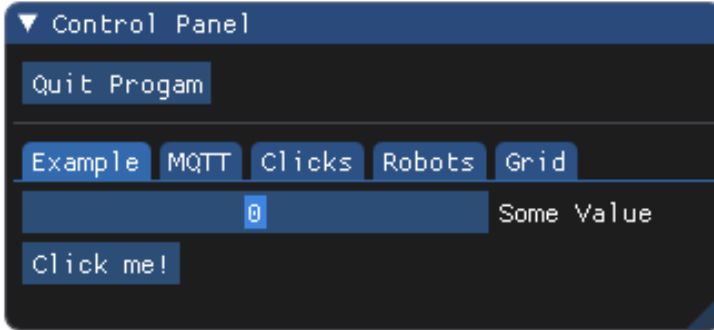 Control Panel
Quit Progam
Example MQTT Clicks Robots Grid
0 Some Value
Click me!